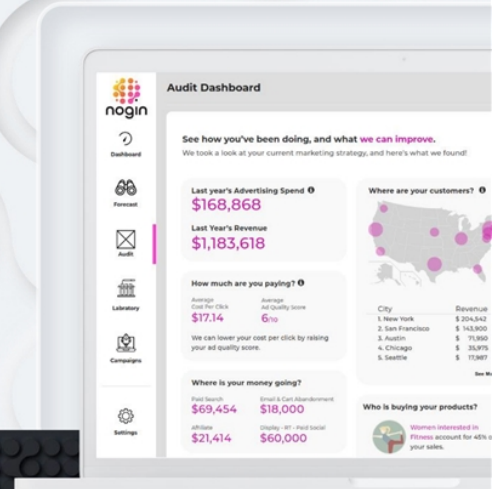 nogin
Dashboard
Forecast
Audit
Labratory
Campaigns
Settings
Audit Dashboard
See how you've been doing, and what we can improve.
We took a look at your current marketing strategy, and here's what we found!
Last year's Advertising Spend
$168,868
Last Year's Revenue
$1,183,618
How much are you paying?
Average
Cost Per Click
$17.14
Average
Ad Quality Score
6/10
We can lower your cost per click by raising
your ad quality score.
Where is your money going?
Paid Search
$69,454
Email & Cart Abandonment
$18,000
Affiliate
$21,414
Display - RT - Paid Social
$60,000
Where are your customers?
City Revenue
1. New York $ 204,542
2. San Francisco $ 143,900
3. Austin $ 71,950
4. Chicago $ 35,975
5. Seattle $ 17,987
See
Who is buying your products?
Women interested in
Fitness account for 45%
your sales.